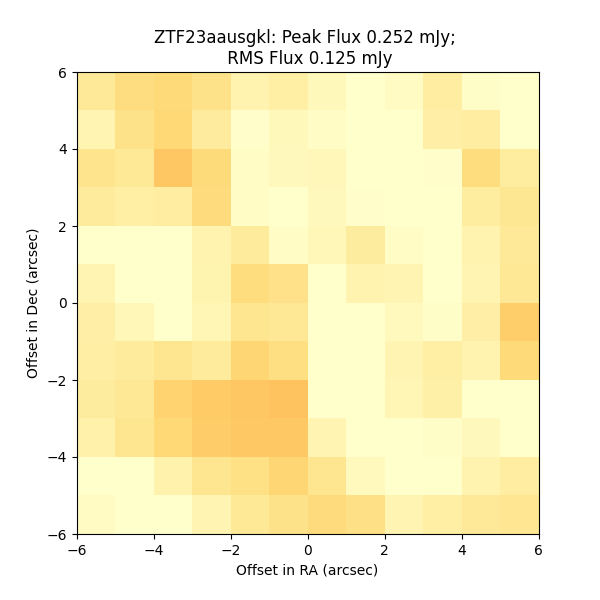 ZTF23aausgkl: Peak Flux 0.252 mJy;
RMS Flux 0.125 mJy
6
4
2
0
−2
−4
−6
Offset in Dec (arcsec)
−6 −4 −2 0 2 4 6
Offset in RA (arcsec)